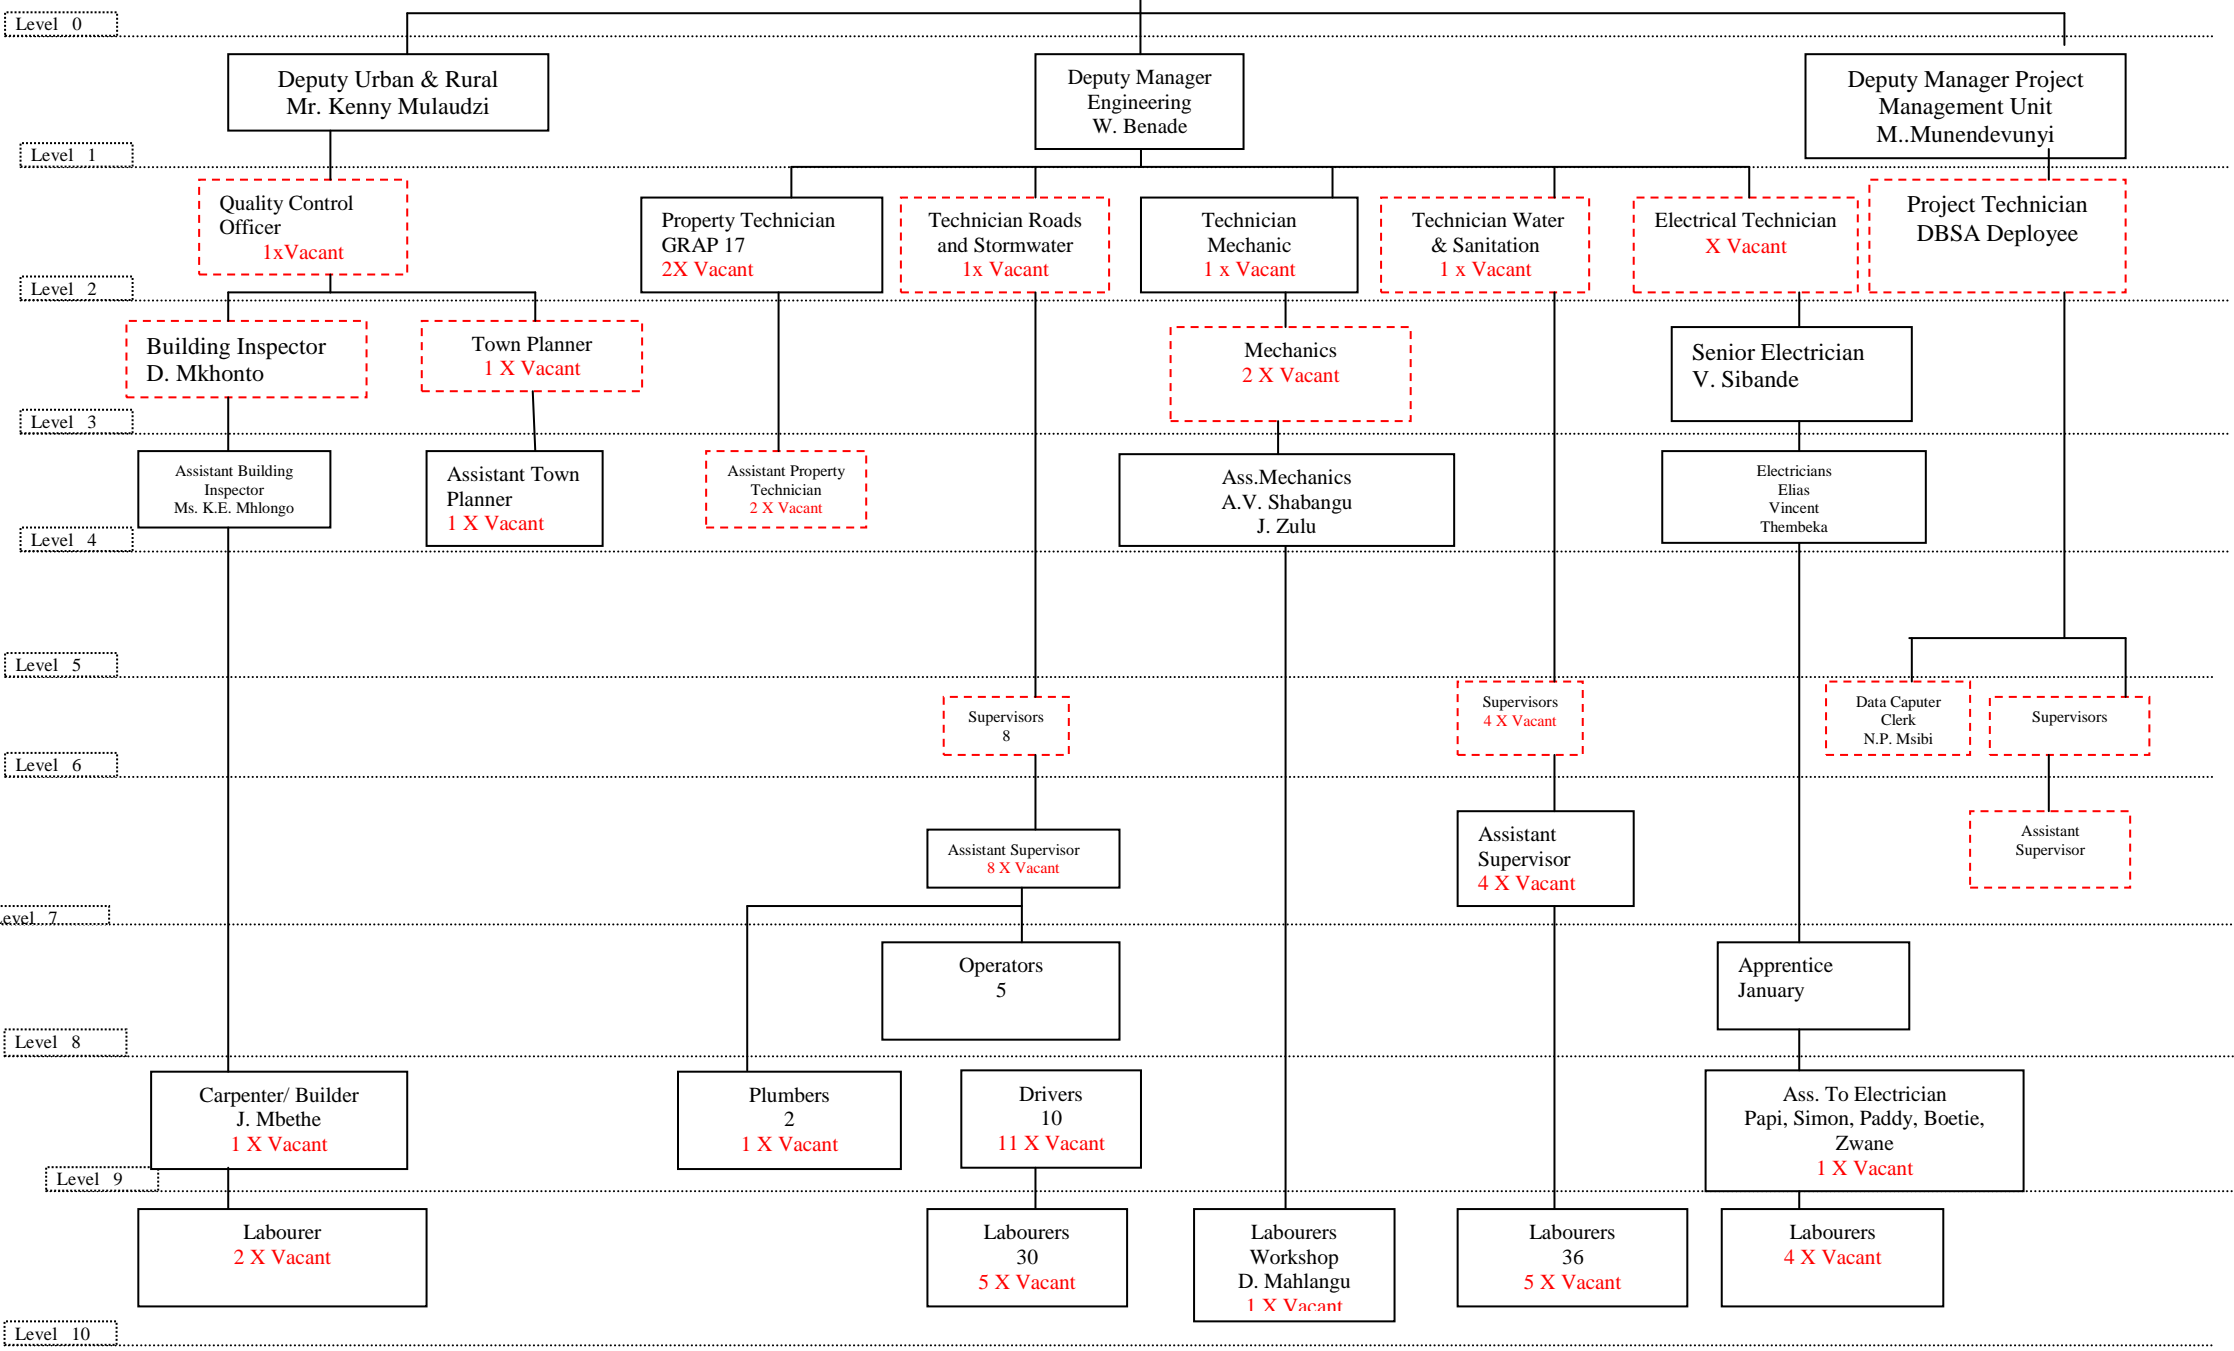 Level 0
Deputy Urban & Rural
Mr. Kenny Mulaudzi
Deputy Manager
Engineering
W. Benade
Deputy Manager Project
Management Unit
M..Munendevunyi
Level 1
Quality Control
Officer
1xVacant
Property Technician
GRAP 17
2X Vacant
Technician Roads
and Stormwater
1x Vacant
Technician
Mechanic
1 x Vacant
Technician Water
& Sanitation
1 x Vacant
Electrical Technician
X Vacant
Project Technician
DBSA Deployee
Level 2
Building Inspector
D. Mkhonto
Town Planner
1 X Vacant
Mechanics
2 X Vacant
Senior Electrician
V. Sibande
Level 3
Assistant Building
Inspector
Ms. K.E. Mhlongo
Assistant Town
Planner
1 X Vacant
Assistant Property
Technician
2 X Vacant
Ass.Mechanics
A.V. Shabangu
J. Zulu
Electricians
Elias
Vincent
Thembeka
Level 4
Level 5
Supervisors
8
Supervisors
4 X Vacant
Data Caputer
Clerk
N.P. Msibi
Supervisors
Level 6
Assistant Supervisor
8 X Vacant
Assistant
Supervisor
4 X Vacant
Assistant
Supervisor
evel 7
Operators
5
Apprentice
January
Level 8
Carpenter/ Builder
J. Mbethe
1 X Vacant
Plumbers
2
1 X Vacant
Drivers
10
11 X Vacant
Ass. To Electrician
Papi, Simon, Paddy, Boetie,
Zwane
1 X Vacant
Level 9
Labourer
2 X Vacant
Labourers
30
5 X Vacant
Labourers
Workshop
D. Mahlangu
1 X Vacant
Labourers
36
5 X Vacant
Labourers
4 X Vacant
Level 10